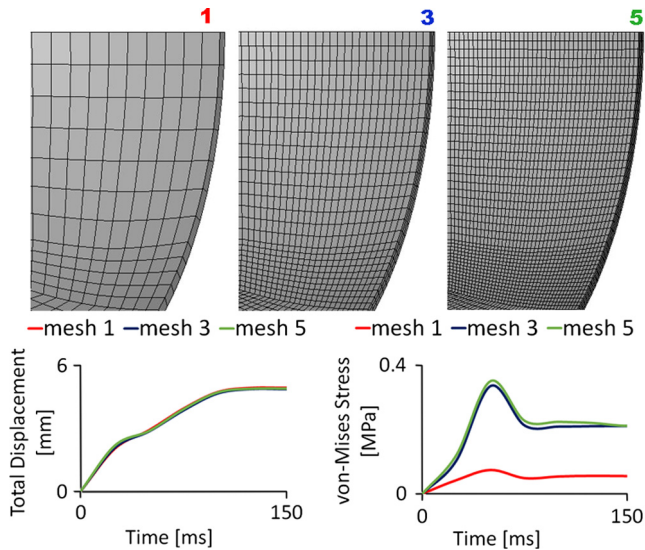 1 3 5
mesh 1 mesh 3 mesh 5 mesh 1 mesh 3 mesh 5
Total Displacement
[mm]
6
0
0 150
Time [ms]
von-Mises Stress
[MPa]
0.4
0
0 150
Time [ms]